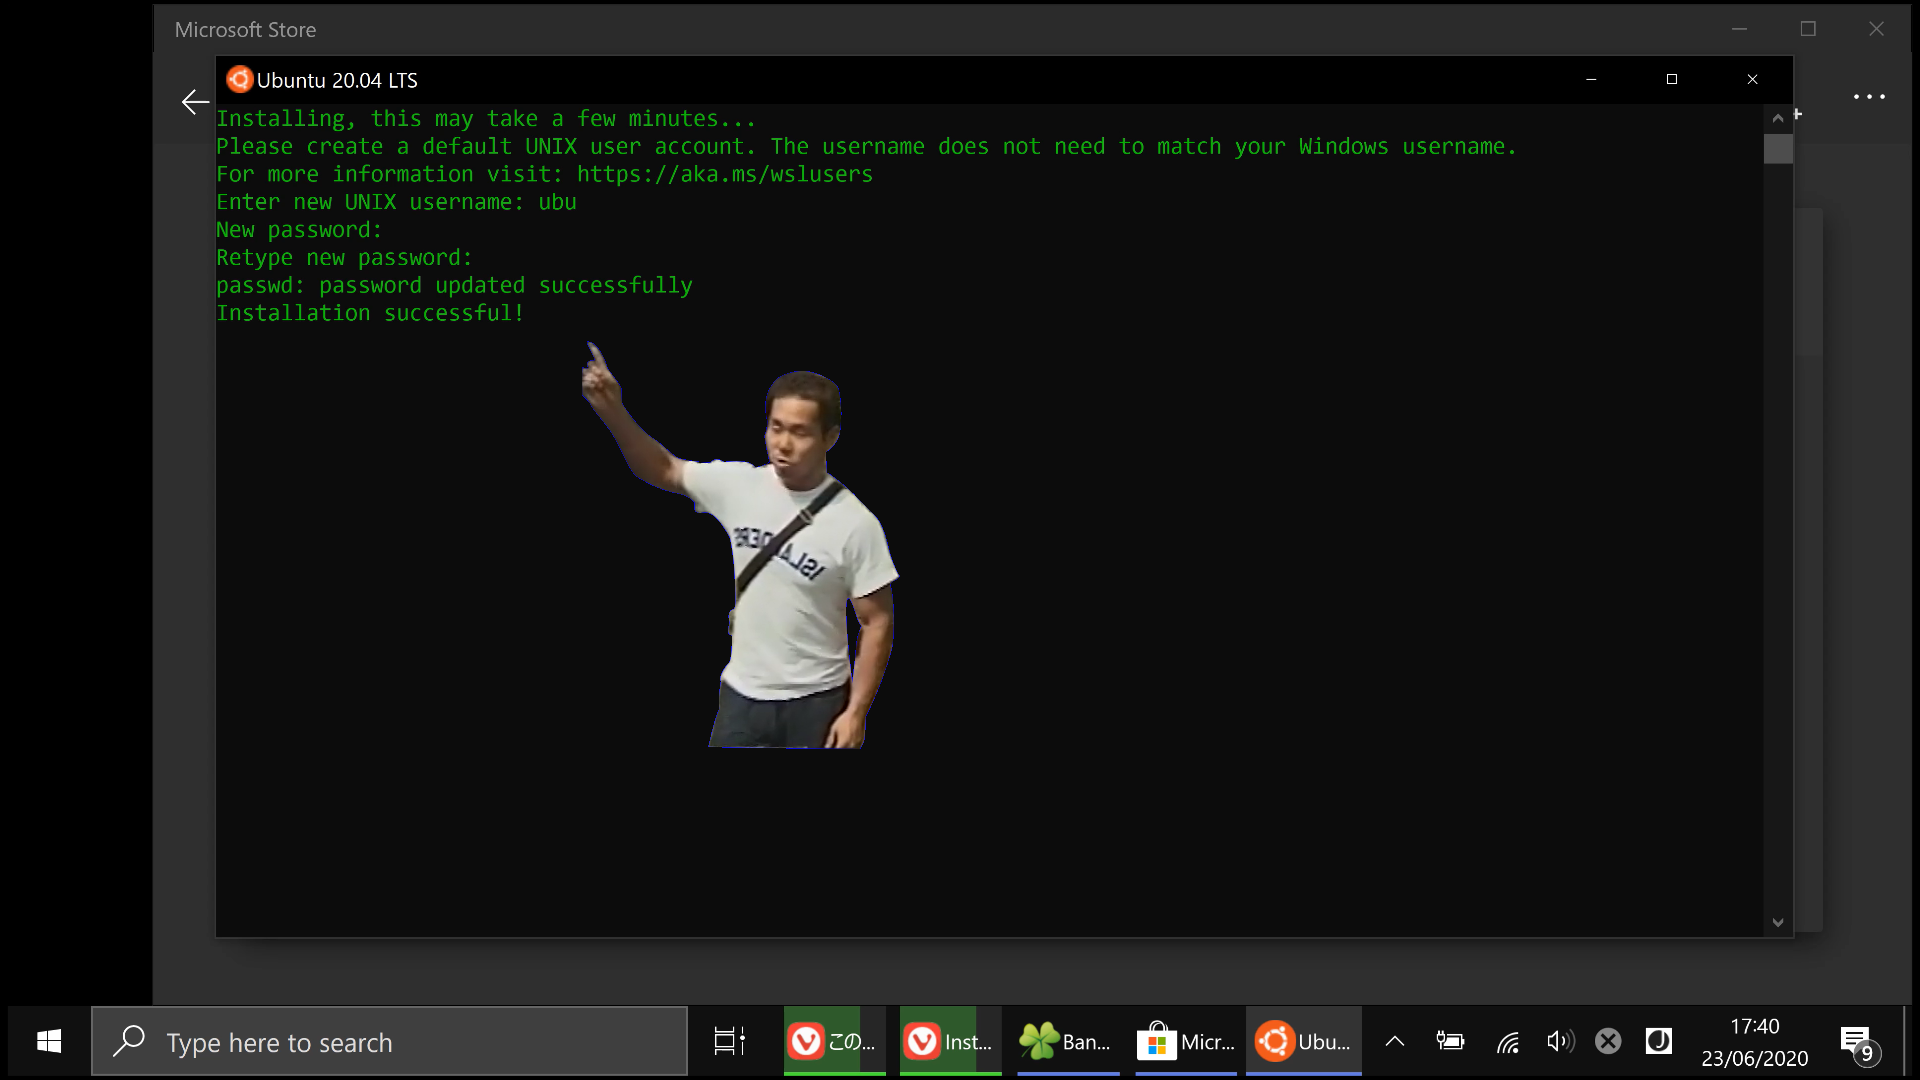 Microsoft Store
Ubuntu 20.04 LTS
Installing, this may take a few minutes...
Please create a default UNIX user account. The username does not need to match your Windows username.
For more information visit: https://aka.ms/wslusers
Enter new UNIX username: ubu
New password:
Retype new password:
passwd: password updated successfully
Installation successful!
ISLANDERS
Type here to search
この...
Inst...
Ban...
Micr...
Ubu...
17:40
23/06/2020
9